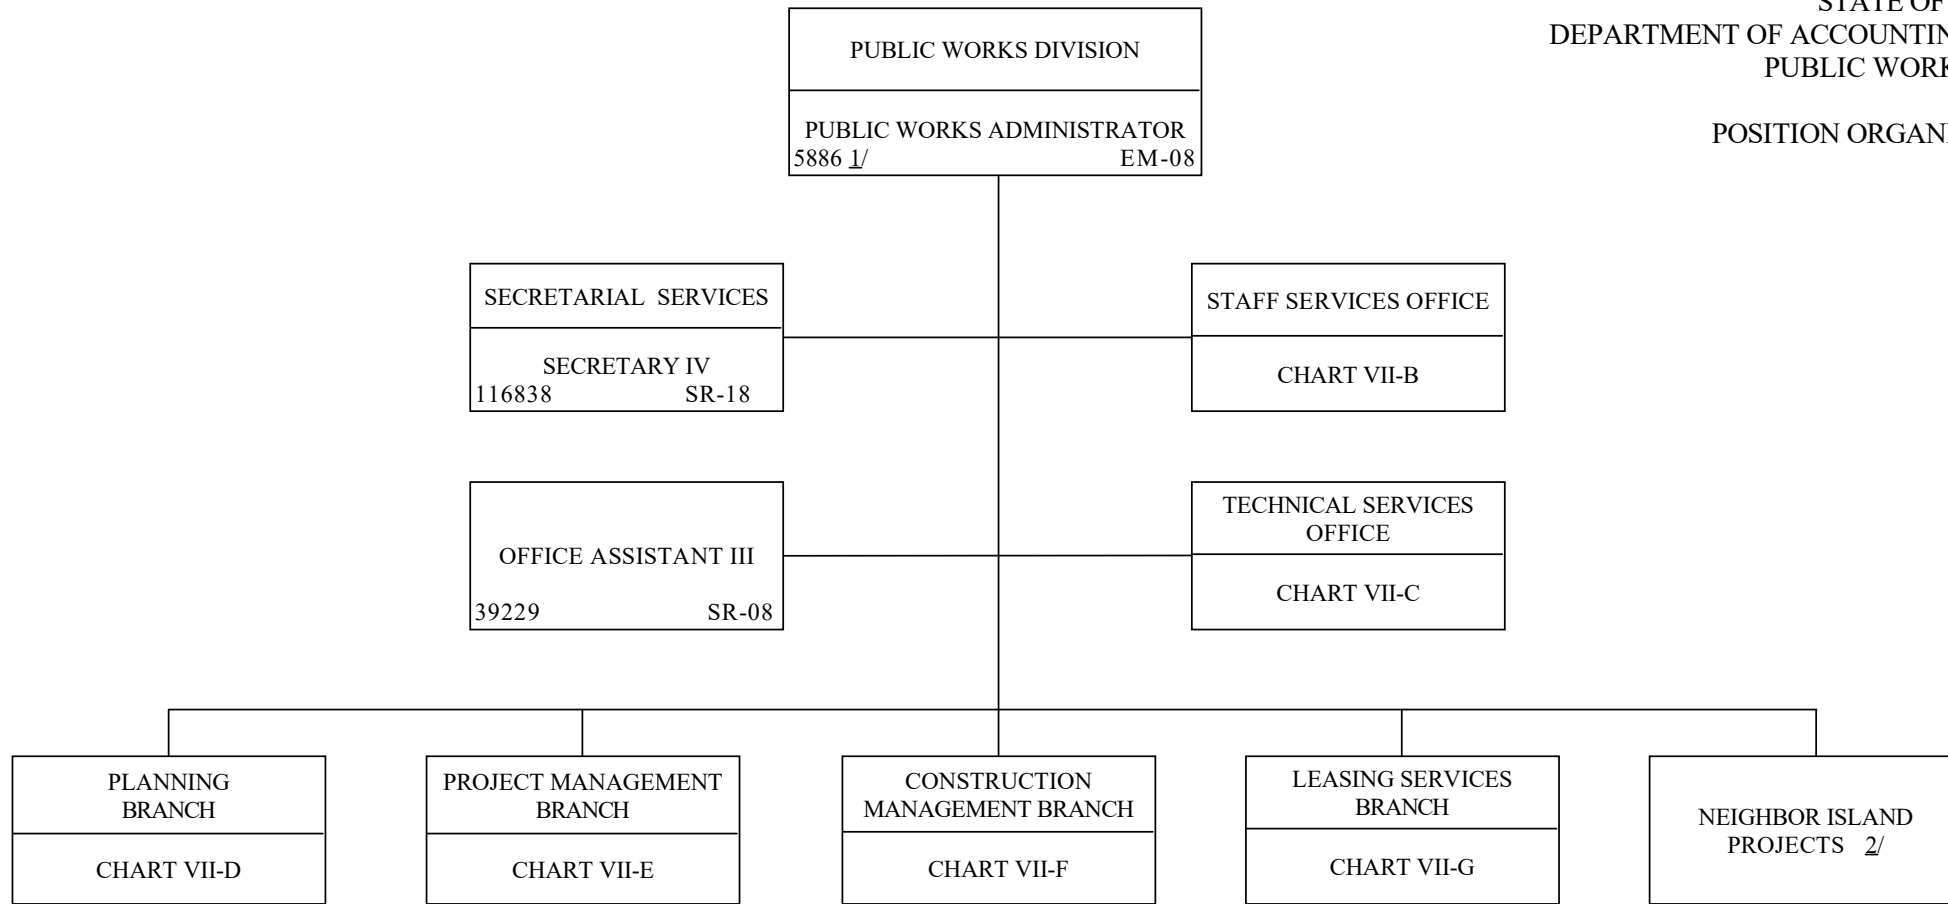 STATE OF
DEPARTMENT OF
PUBLIC
POSITION
PUBLIC WORKS DIVISION
PUBLIC WORKS ADMINISTRATOR
5886 1/ EM-08
SECRETARIAL SERVICES
SECRETARY IV
116838 SR-18
STAFF SERVICES OFFICE
CHART VII-B
OFFICE ASSISTANT III
39229 SR-08
TECHNICAL SERVICES
OFFICE
CHART VII-C
PLANNING
BRANCH
CHART VII-D
PROJECT MANAGEMENT
BRANCH
CHART VII-E
CONSTRUCTION
MANAGEMENT BRANCH
CHART VII-F
LEASING SERVICES
BRANCH
CHART VII-G
NEIGHBOR ISLAND
PROJECTS 2/